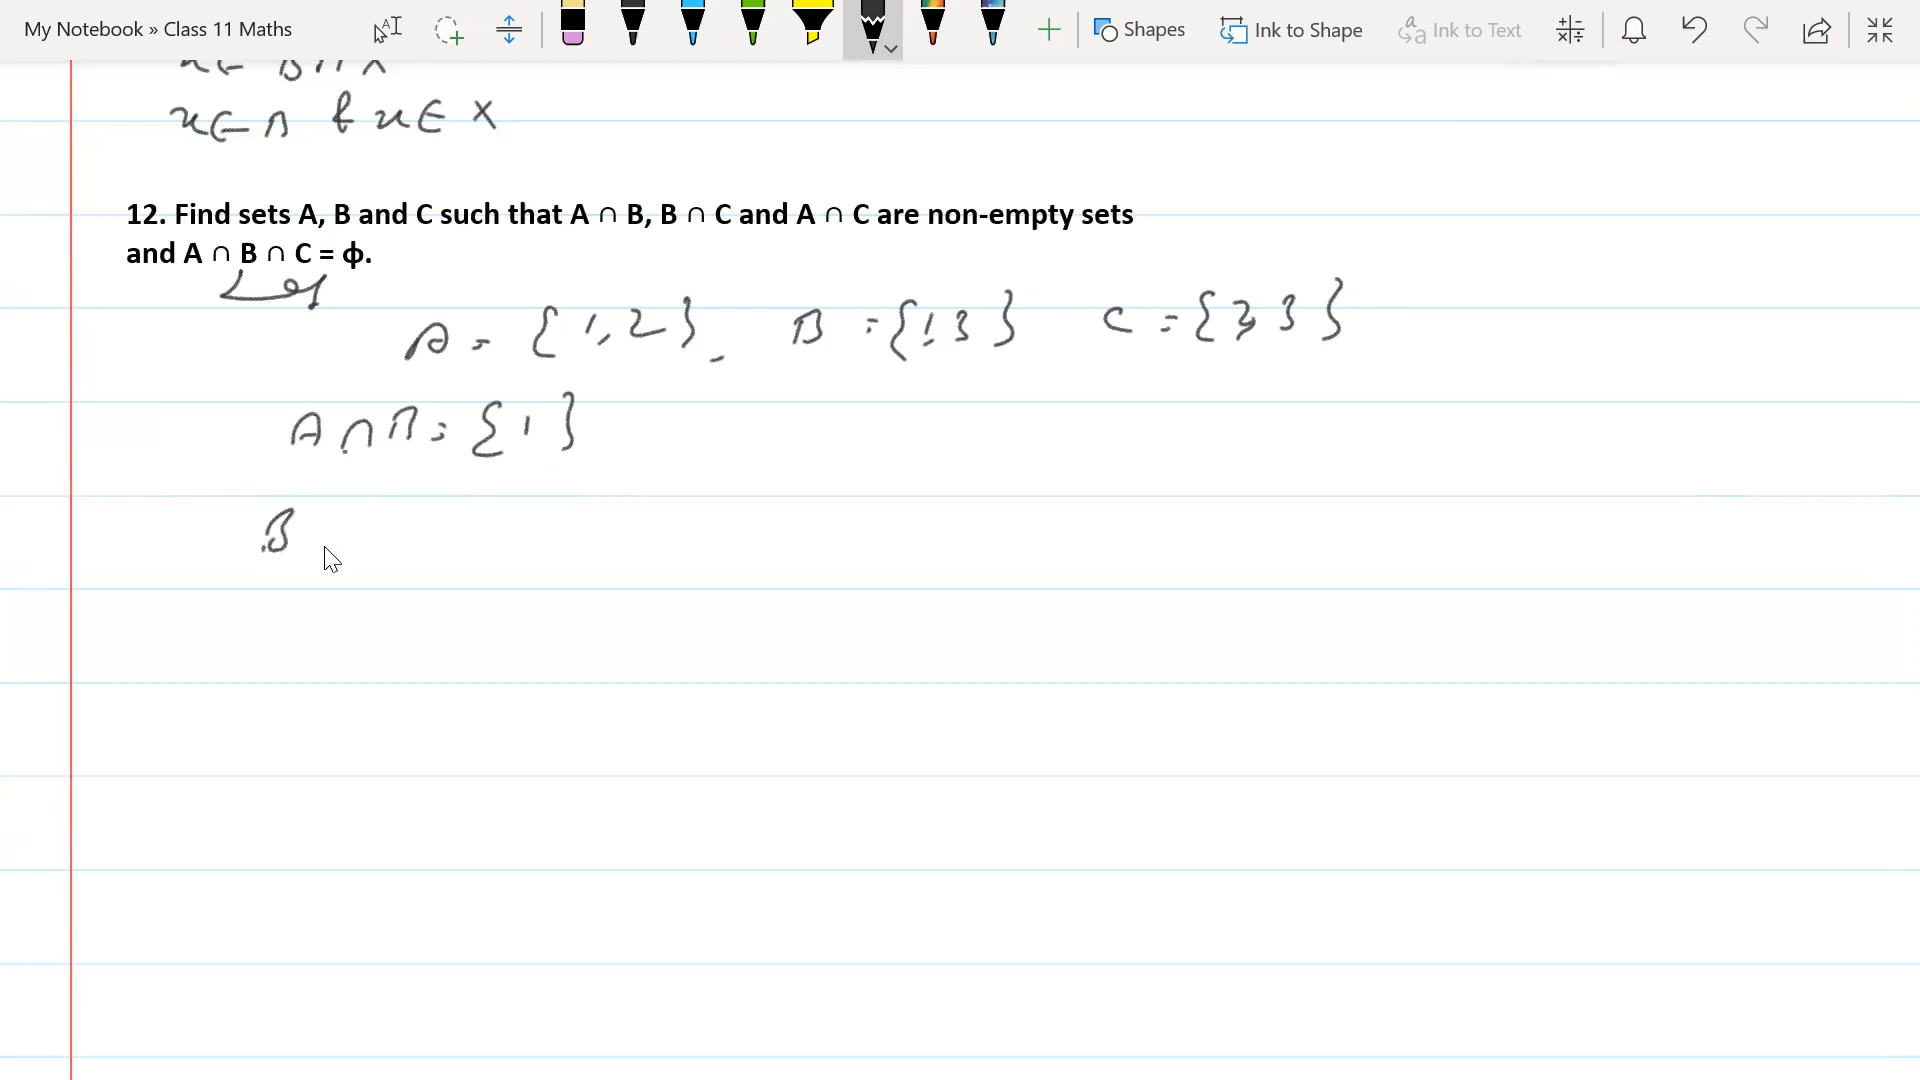 My Notebook » Class 11 Maths
Shapes
Ink to Shape
Ink to Text
x ∈ B ∩ X
x ∈ B & x ∈ X
12. Find sets A, B and C such that A ∩ B, B ∩ C and A ∩ C are non-empty sets
and A ∩ B ∩ C = ф.
Let
A = {1, 2}, B = {1, 3} C = {2, 3}
A ∩ B = {1}
B